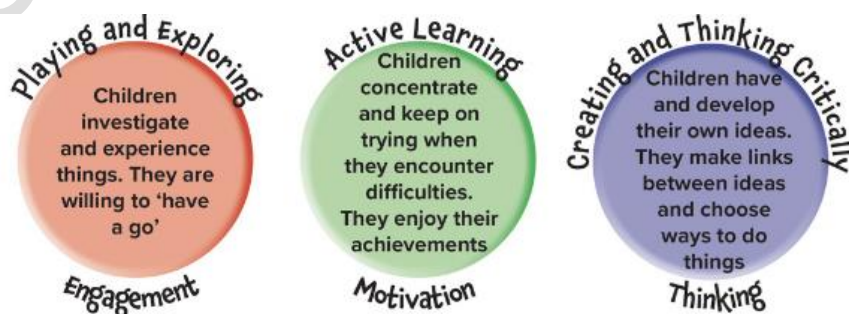 Playing and Exploring
Children
investigate
and experience
things. They are
willing to ‘have
a go’
Engagement
Active Learning
Children
concentrate
and keep on
trying when
they encounter
difficulties.
They enjoy their
achievements
Motivation
Creating and Thinking Critically
Children have
and develop
their own ideas.
They make links
between ideas
and choose
ways to do
things
Thinking